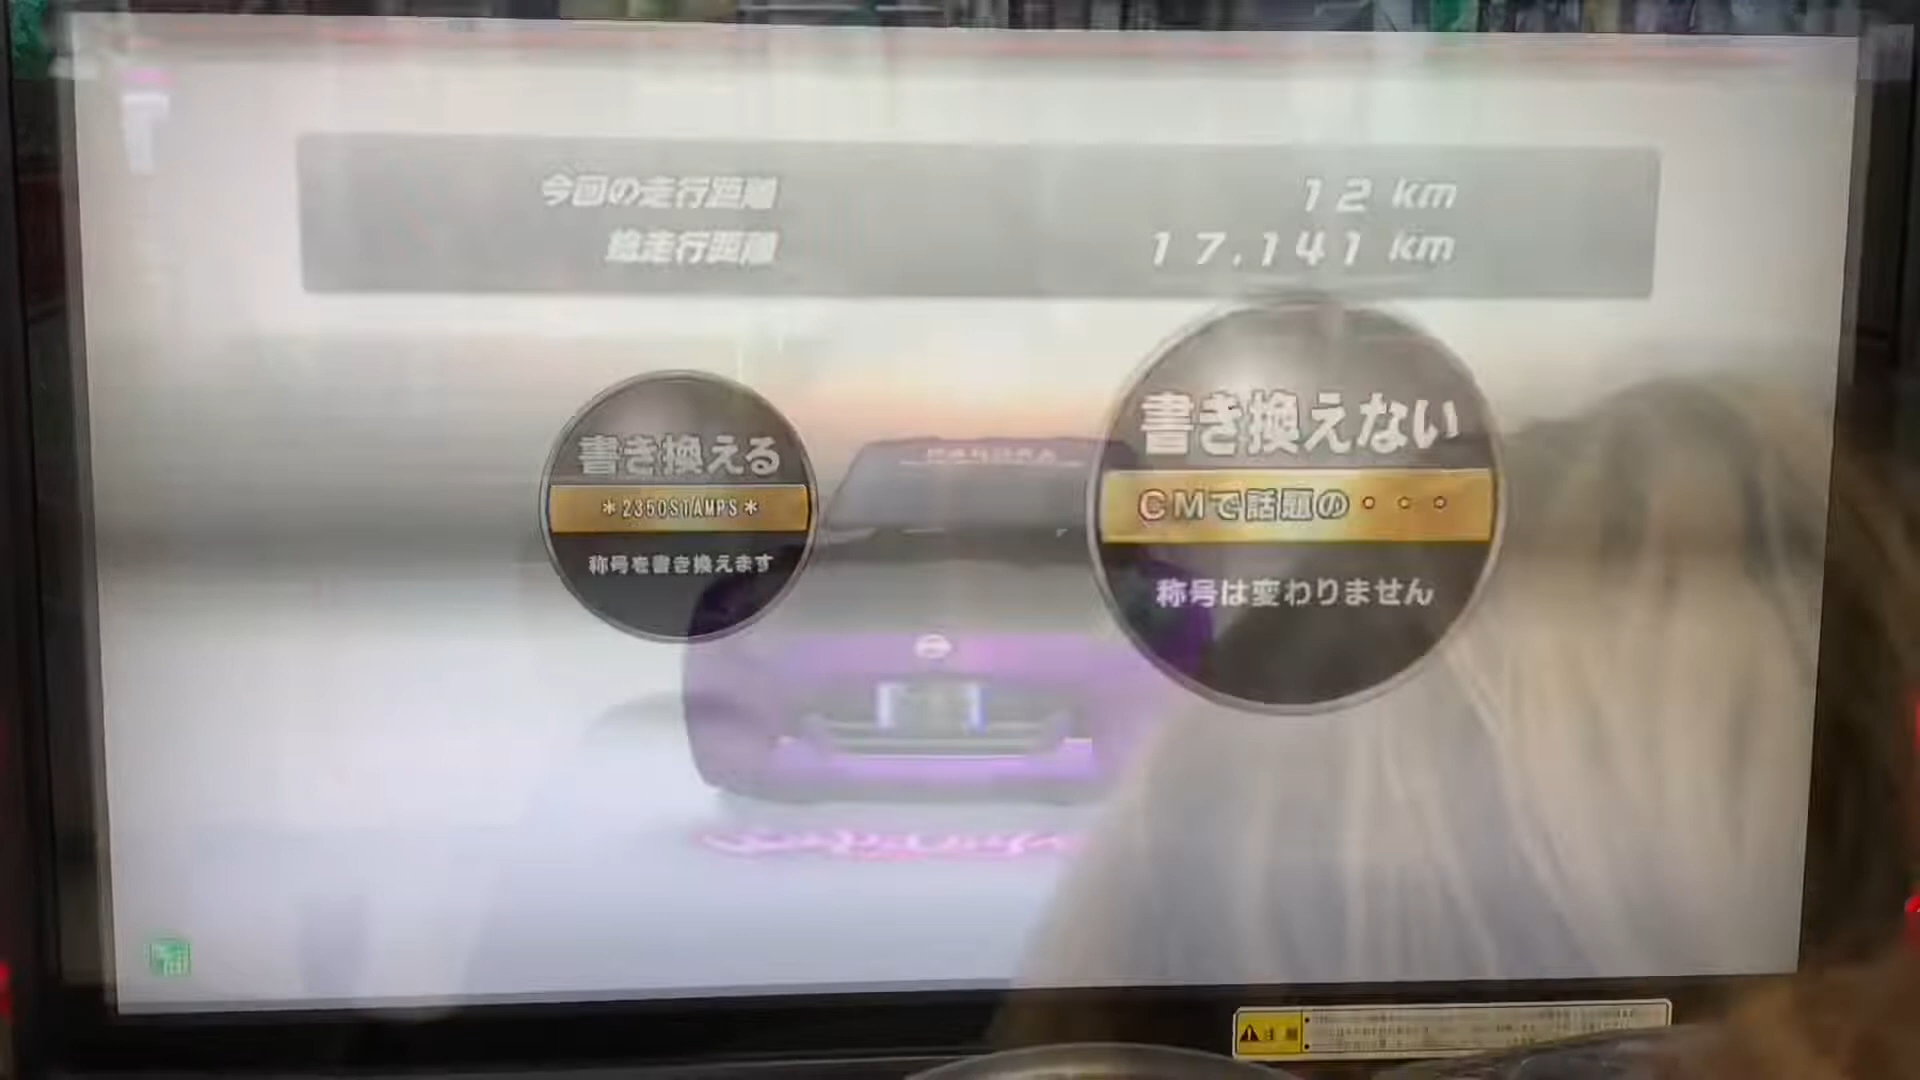 今回の走行距離 12 km
総走行距離 17,141 km
書き換える
*2350STAMPS*
称号を書き換えます
書き換えない
CMで話題の・・・
称号は変わりません
注意